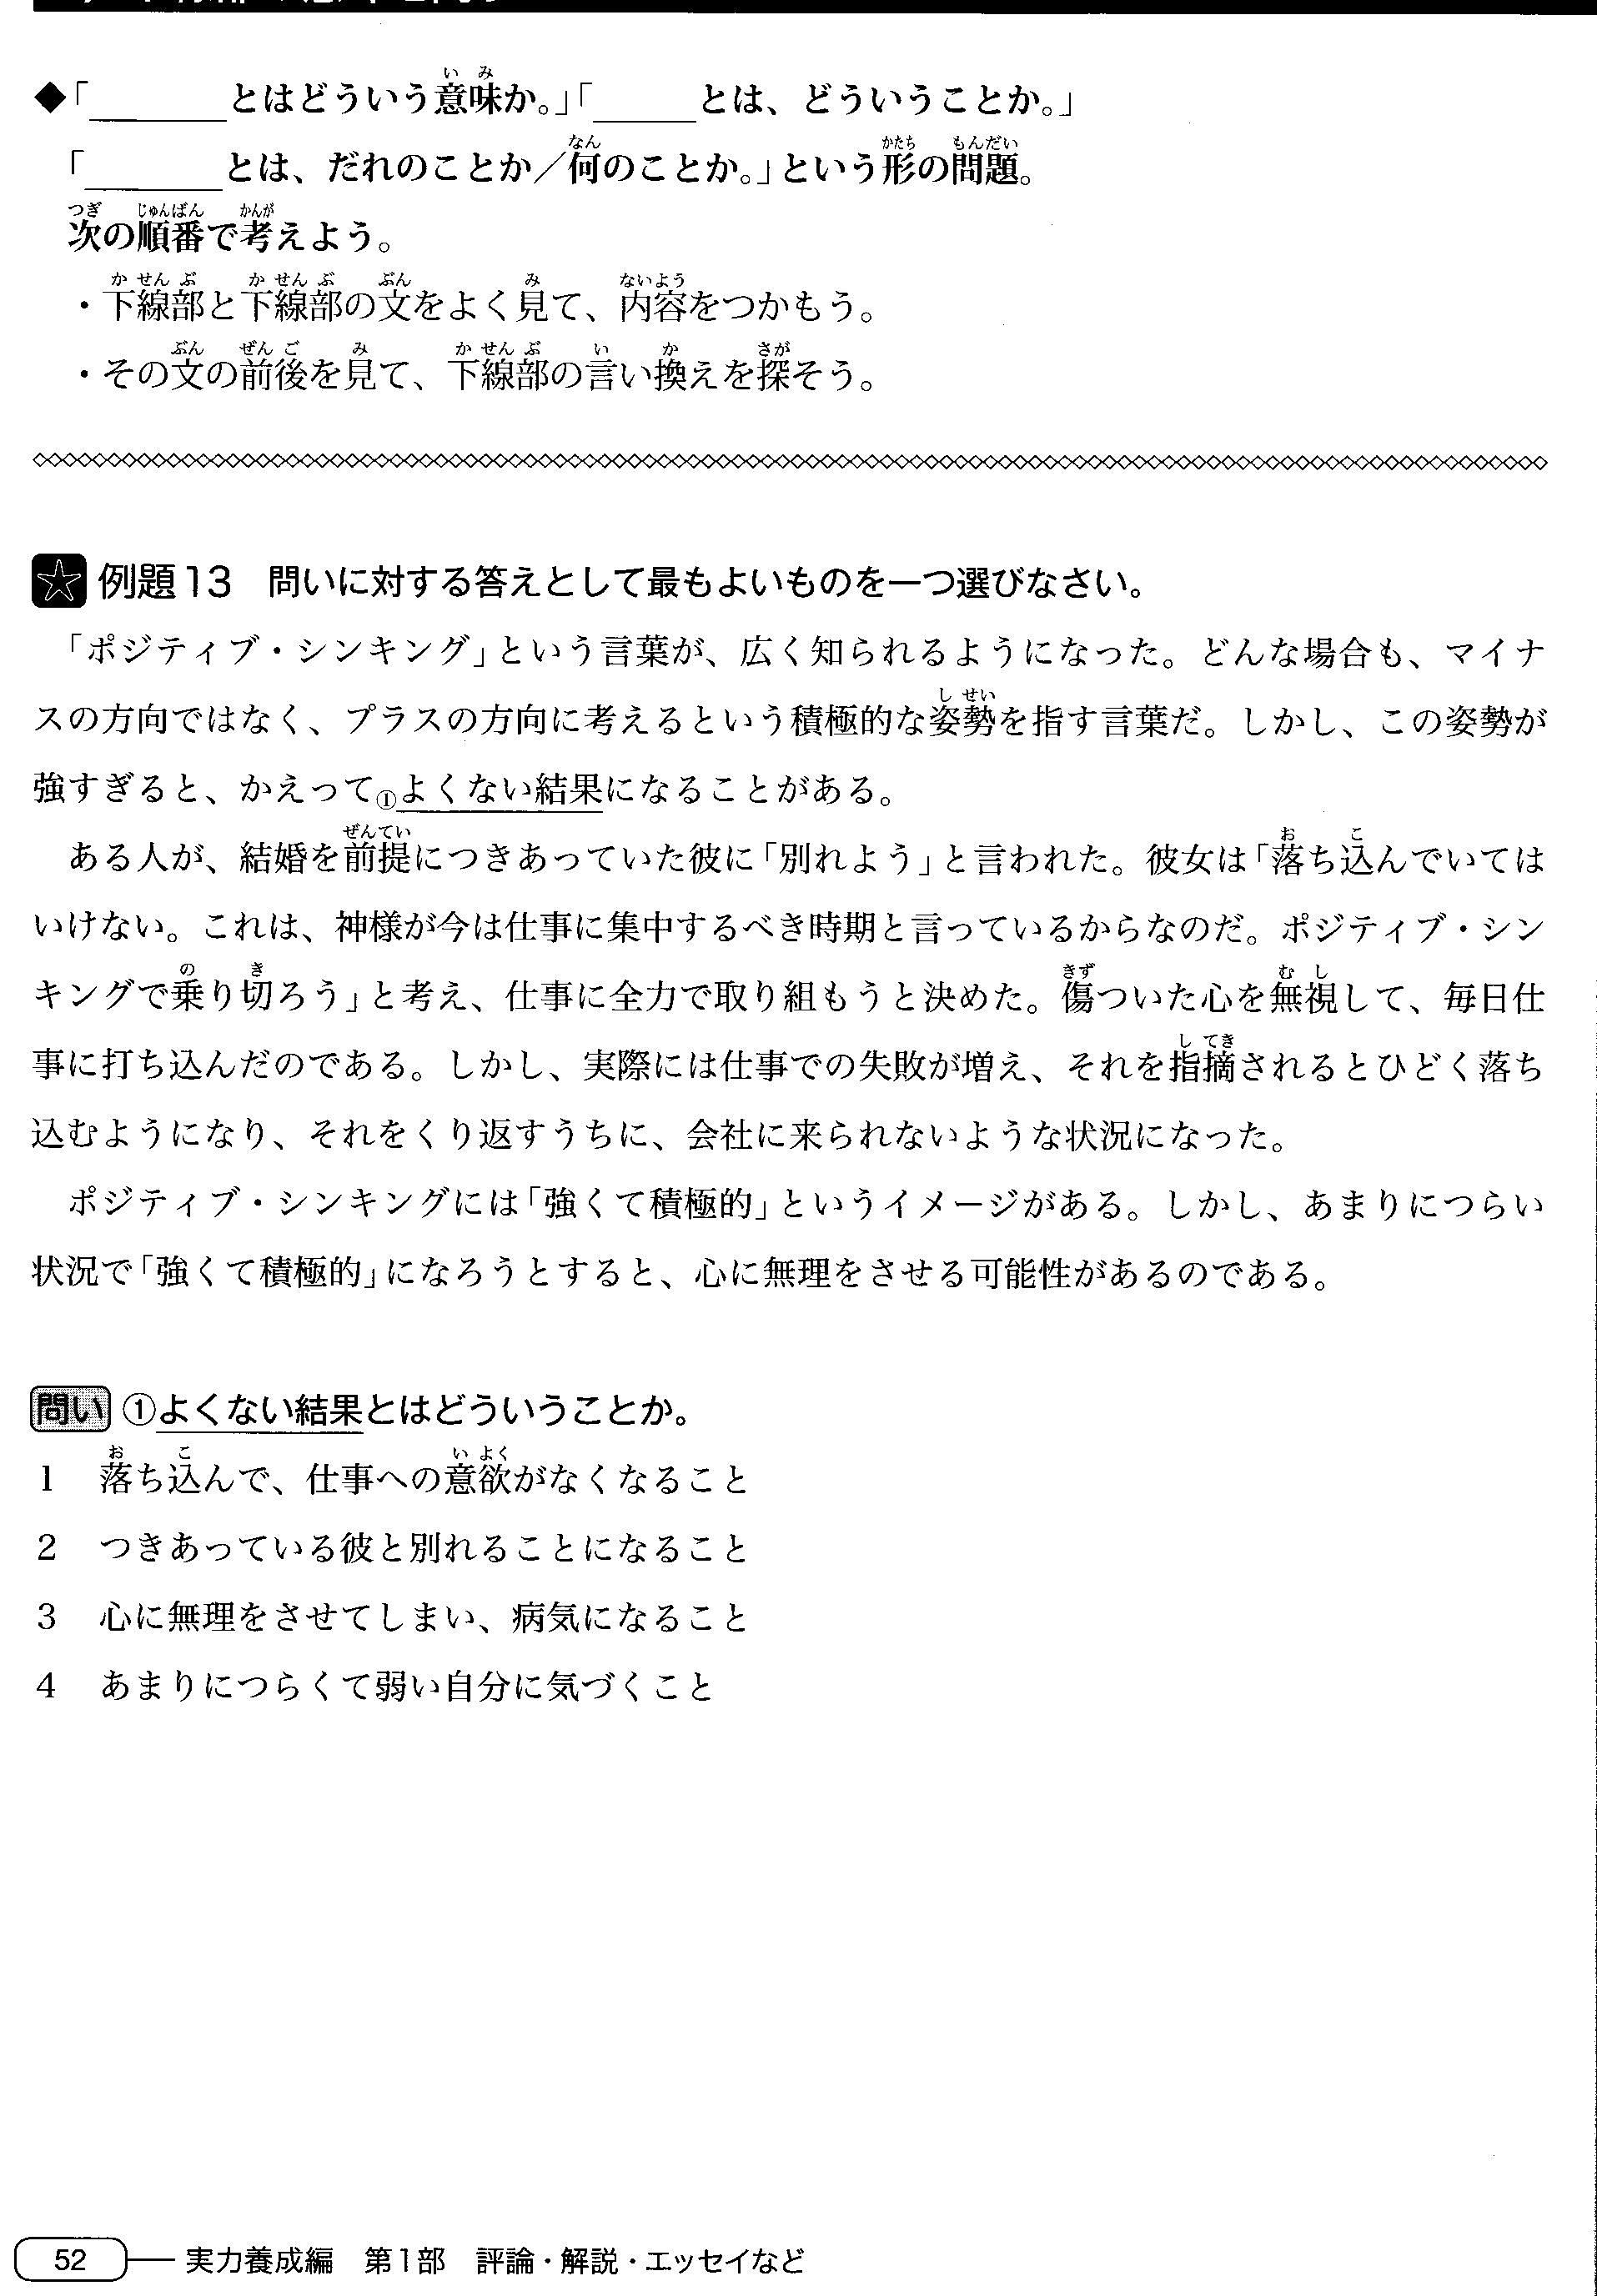 ◆「　　　とはどういう意味か。」「　　　とは、どういうことか。」
「　　　とは、だれのことか／何のことか。」という形の問題。
次の順番で考えよう。
・下線部と下線部の文をよく見て、内容をつかもう。
・その文の前後を見て、下線部の言い換えを探そう。
例題13　問いに対する答えとして最もよいものを一つ選びなさい。
「ポジティブ・シンキング」という言葉が、広く知られるようになった。どんな場合も、マイナ
スの方向ではなく、プラスの方向に考えるという積極的な姿勢を指す言葉だ。しかし、この姿勢が
強すぎると、かえって①よくない結果になることがある。
ある人が、結婚を前提につきあっていた彼に「別れよう」と言われた。彼女は「落ち込んでいては
いけない。これは、神様が今は仕事に集中するべき時期と言っているからなのだ。ポジティブ・シン
キングで乗り切ろう」と考え、仕事に全力で取り組もうと決めた。傷ついた心を無視して、毎日仕
事に打ち込んだのである。しかし、実際には仕事での失敗が増え、それを指摘されるとひどく落ち
込むようになり、それをくり返すうちに、会社に来られないような状況になった。
ポジティブ・シンキングには「強くて積極的」というイメージがある。しかし、あまりにつらい
状況で「強くて積極的」になろうとすると、心に無理をさせる可能性があるのである。
問い ①よくない結果とはどういうことか。
1　落ち込んで、仕事への意欲がなくなること
2　つきあっている彼と別れることになること
3　心に無理をさせてしまい、病気になること
4　あまりにつらくて弱い自分に気づくこと
52 実力養成編　第1部　評論・解説・エッセイなど